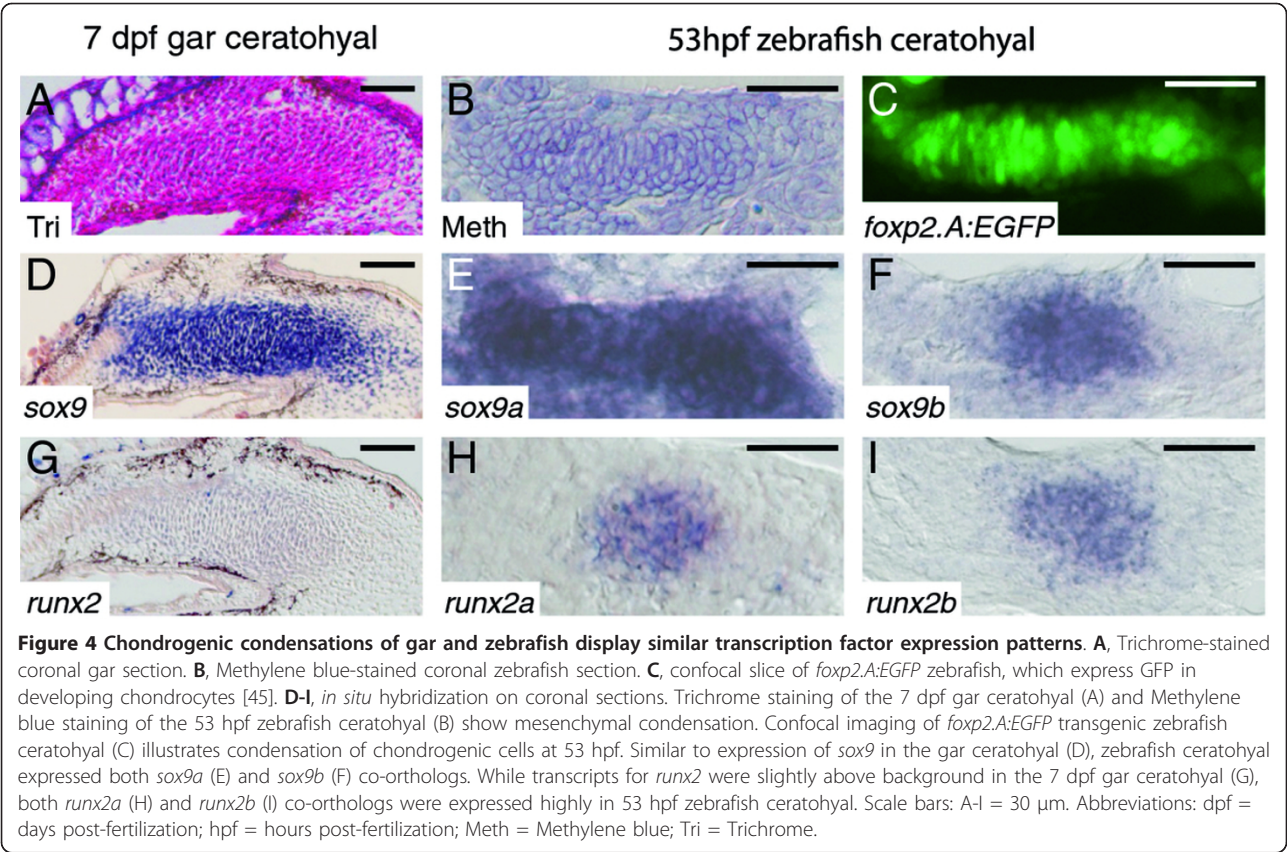 7 dpf gar ceratohyal
53hpf zebrafish ceratohyal
A
Tri
B
Meth
C
foxp2.A:EGFP
D
sox9
E
sox9a
F
sox9b
G
runx2
H
runx2a
I
runx2b
Figure 4 Chondrogenic condensations of gar and zebrafish display similar transcription factor expression patterns. A, Trichrome-stained
coronal gar section. B, Methylene blue-stained coronal zebrafish section. C, confocal slice of foxp2.A:EGFP zebrafish, which express GFP in
developing chondrocytes [45]. D-I, in situ hybridization on coronal sections. Trichrome staining of the 7 dpf gar ceratohyal (A) and Methylene
blue staining of the 53 hpf zebrafish ceratohyal (B) show mesenchymal condensation. Confocal imaging of foxp2.A:EGFP transgenic zebrafish
ceratohyal (C) illustrates condensation of chondrogenic cells at 53 hpf. Similar to expression of sox9 in the gar ceratohyal (D), zebrafish ceratohyal
expressed both sox9a (E) and sox9b (F) co-orthologs. While transcripts for runx2 were slightly above background in the 7 dpf gar ceratohyal (G),
both runx2a (H) and runx2b (I) co-orthologs were expressed highly in 53 hpf zebrafish ceratohyal. Scale bars: A-I = 30 μm. Abbreviations: dpf =
days post-fertilization; hpf = hours post-fertilization; Meth = Methylene blue; Tri = Trichrome.